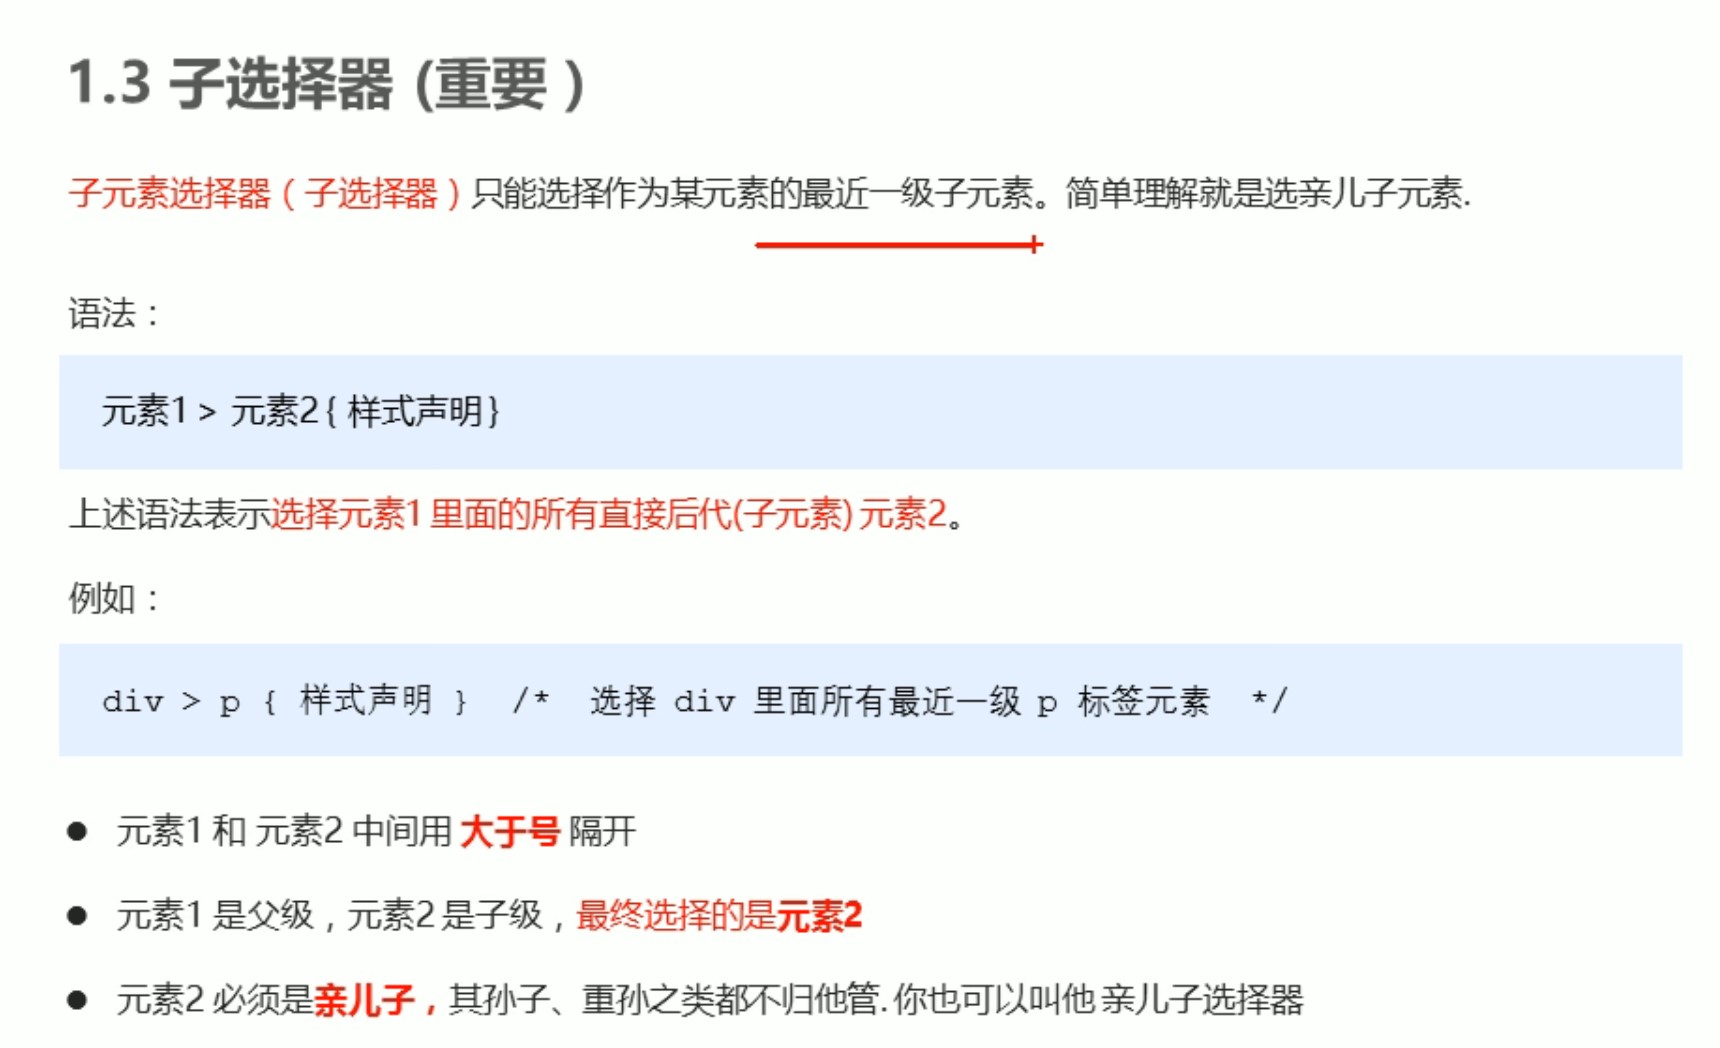 1.3 子选择器 (重要）
子元素选择器（子选择器）只能选择作为某元素的最近一级子元素。简单理解就是选亲儿子元素.
语法：
元素1 > 元素2{ 样式声明}
上述语法表示选择元素1 里面的所有直接后代(子元素) 元素2。
例如：
div > p { 样式声明 } /* 选择 div 里面所有最近一级 p 标签元素 */
● 元素1 和 元素2 中间用 大于号 隔开
● 元素1 是父级，元素2 是子级，最终选择的是元素2
● 元素2 必须是亲儿子，其孙子、重孙之类都不归他管. 你也可以叫他 亲儿子选择器